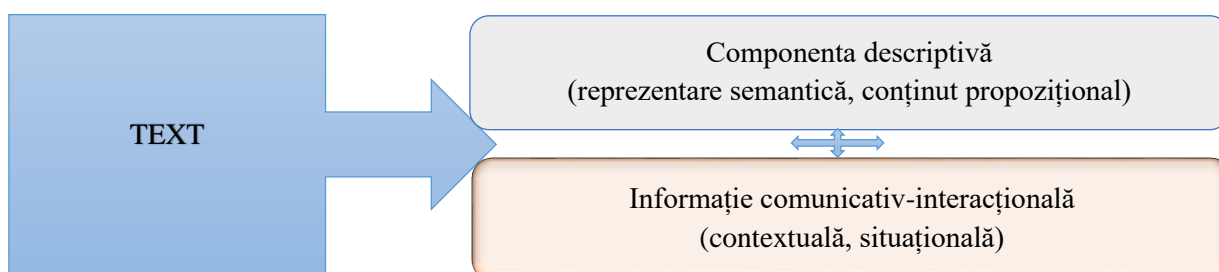 TEXT
Componenta descriptivă
(reprezentare semantică, conținut propozițional)
Informație comunicativ-interacțională
(contextuală, situațională)